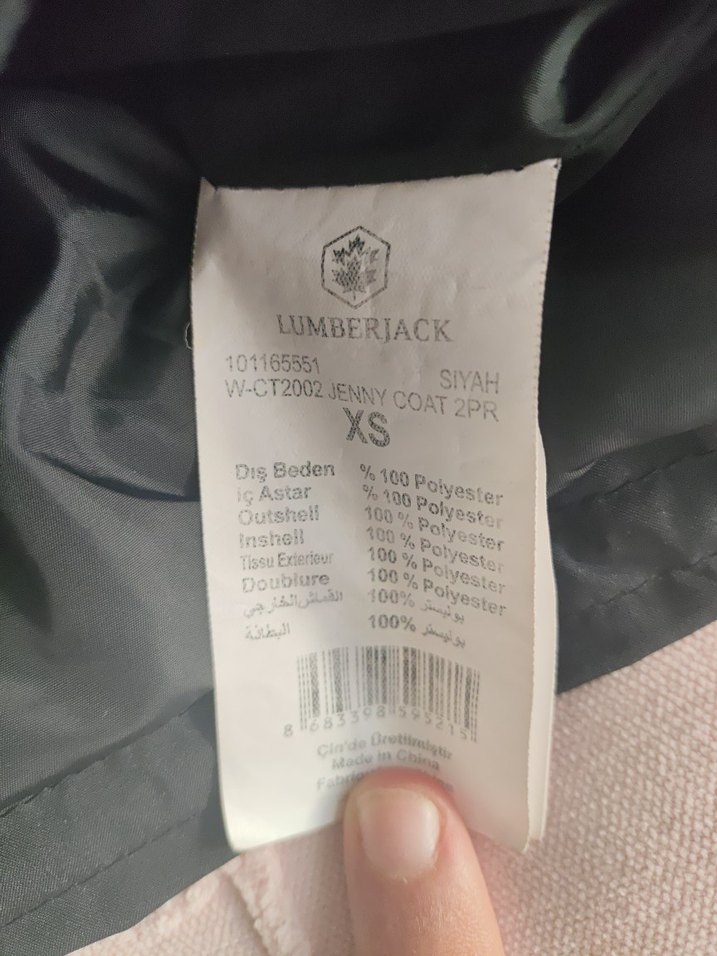 LUMBERJACK
101165551 SIYAH
W-CT2002 JENNY COAT 2PR
XS
Dış Beden % 100 Polyester
İç Astar % 100 Polyester
Outshell 100 % Polyester
Inshell 100 % Polyester
Tissu Exterieur 100 % Polyester
Doublure 100 % Polyester
القماش الخارجي 100% بوليستر
البطانة 100% بوليستر
8 683398 595215
Çin'de Üretilmiştir
Made in China